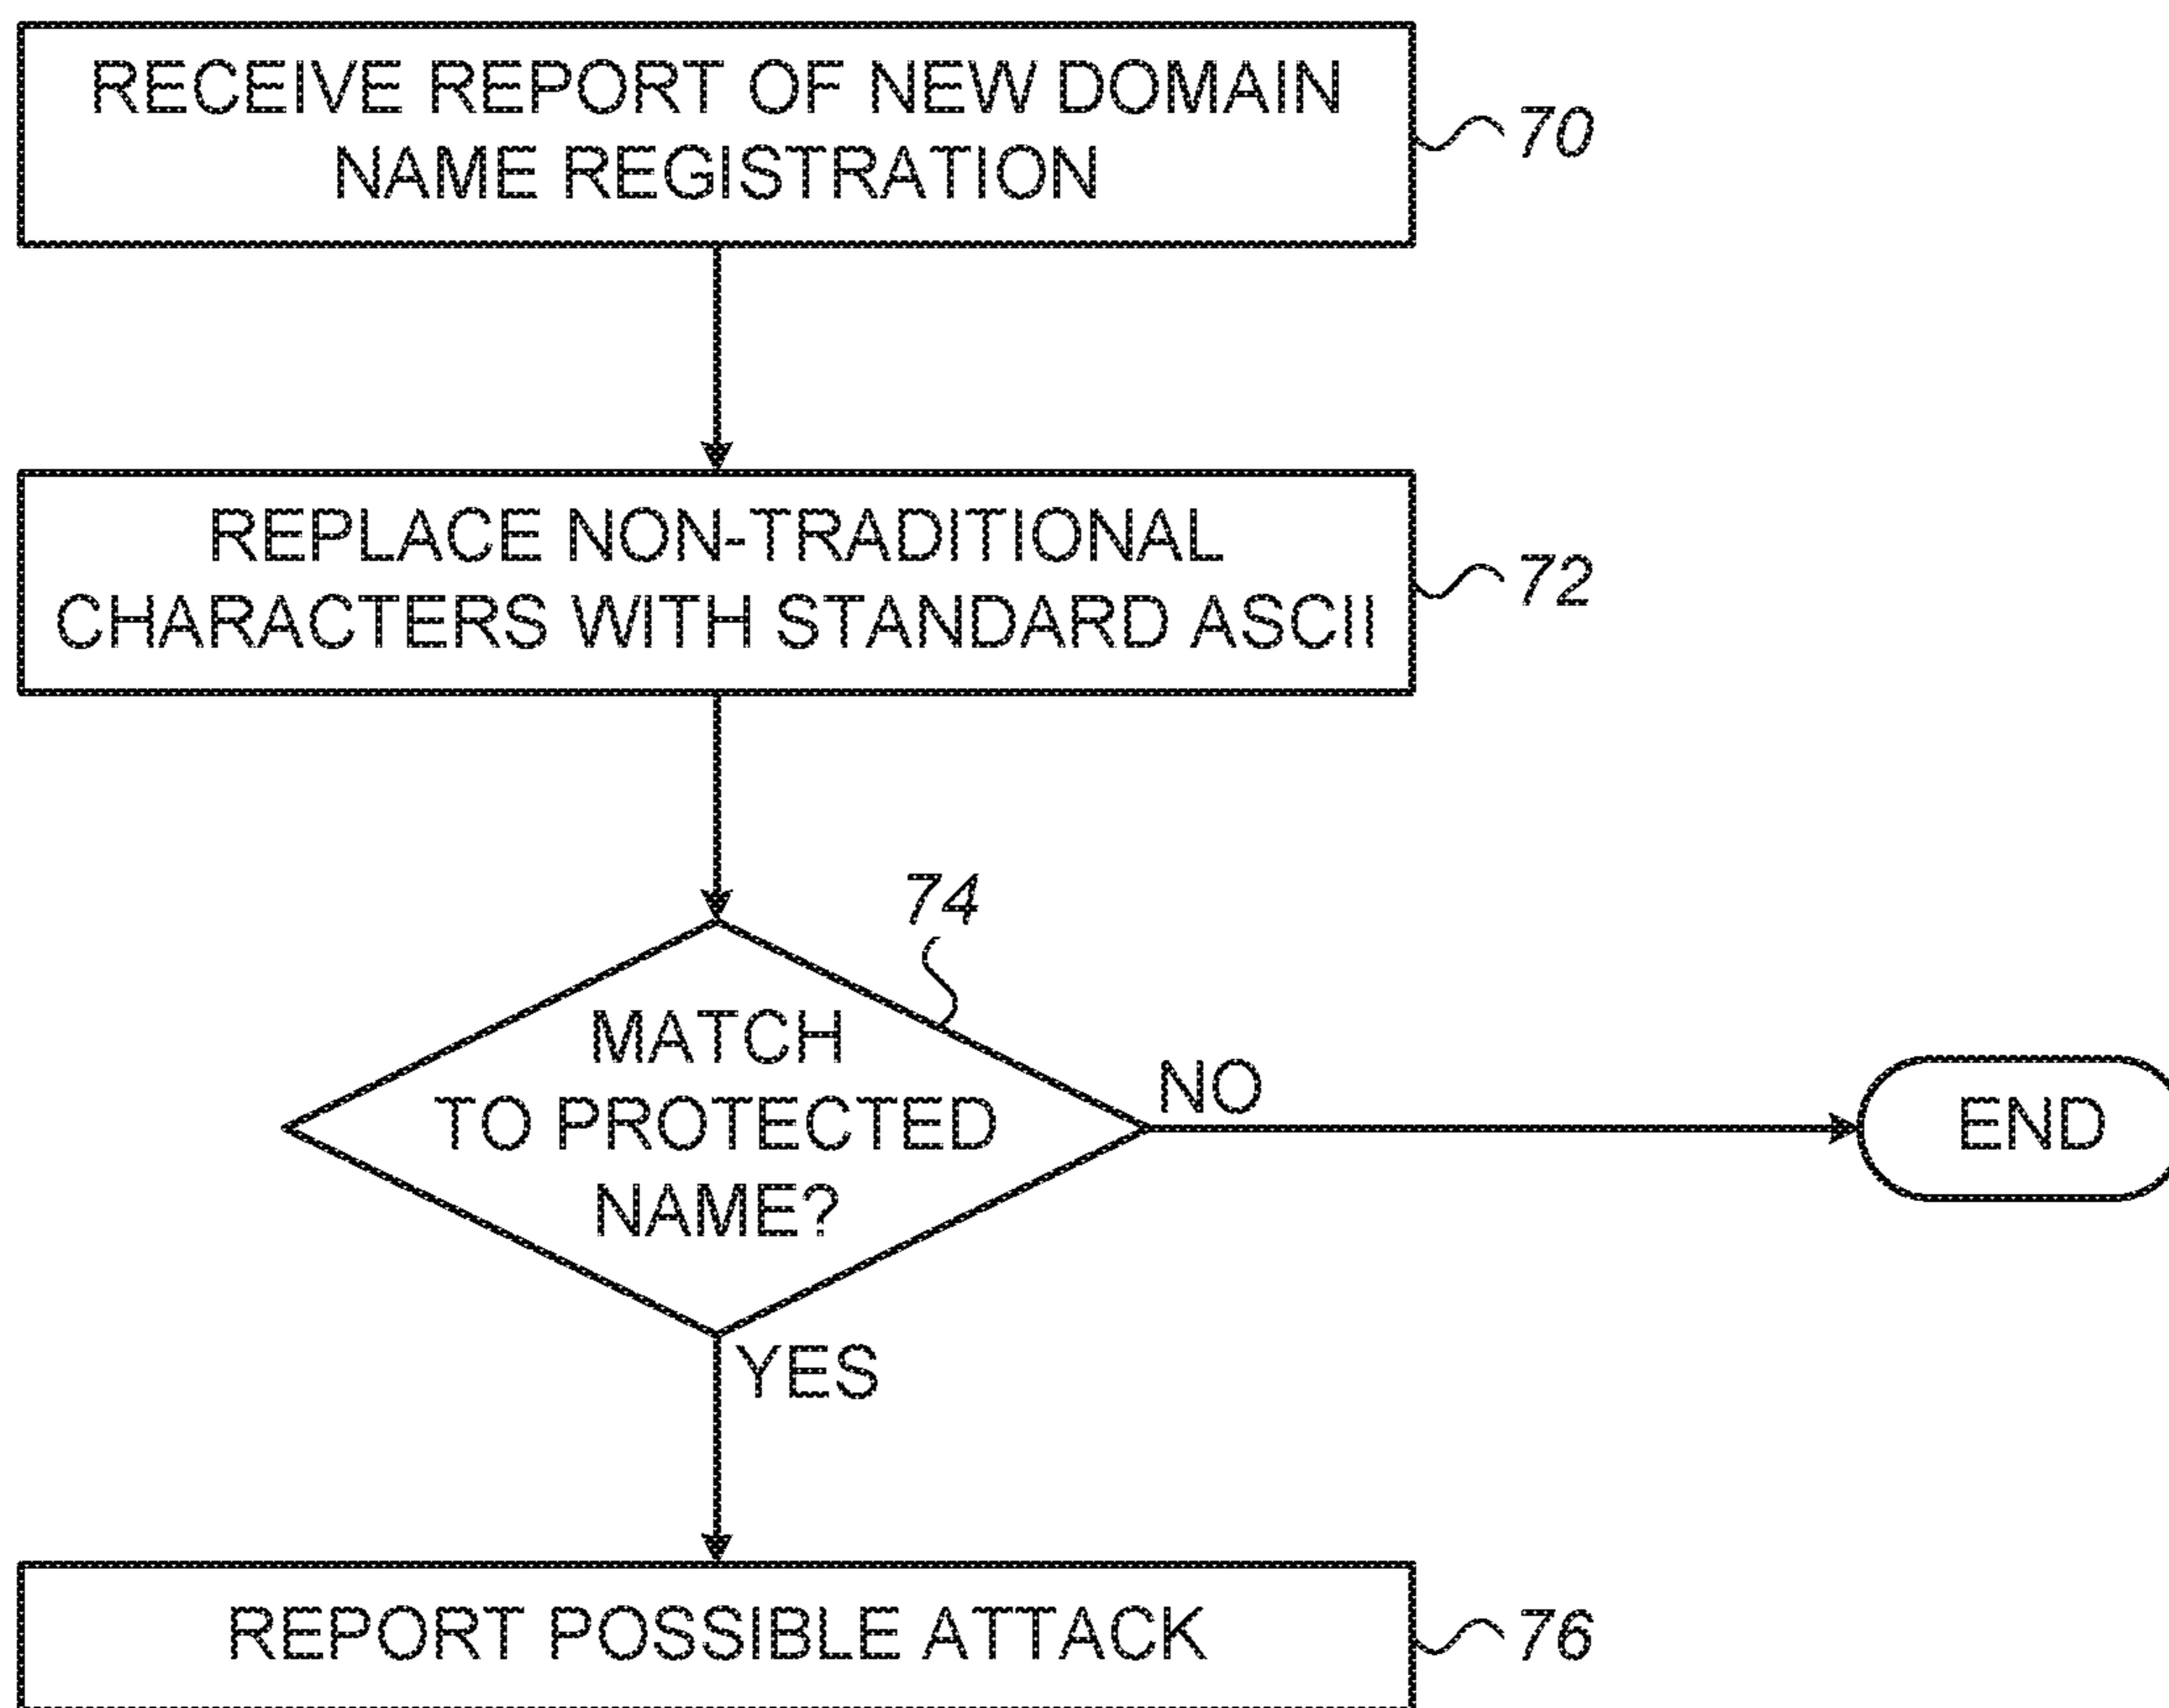 RECEIVE REPORT OF NEW DOMAIN
NAME REGISTRATION
70
REPLACE NON-TRADITIONAL
CHARACTERS WITH STANDARD ASCII
72
74
MATCH
TO PROTECTED
NAME?
NO
END
YES
REPORT POSSIBLE ATTACK
76